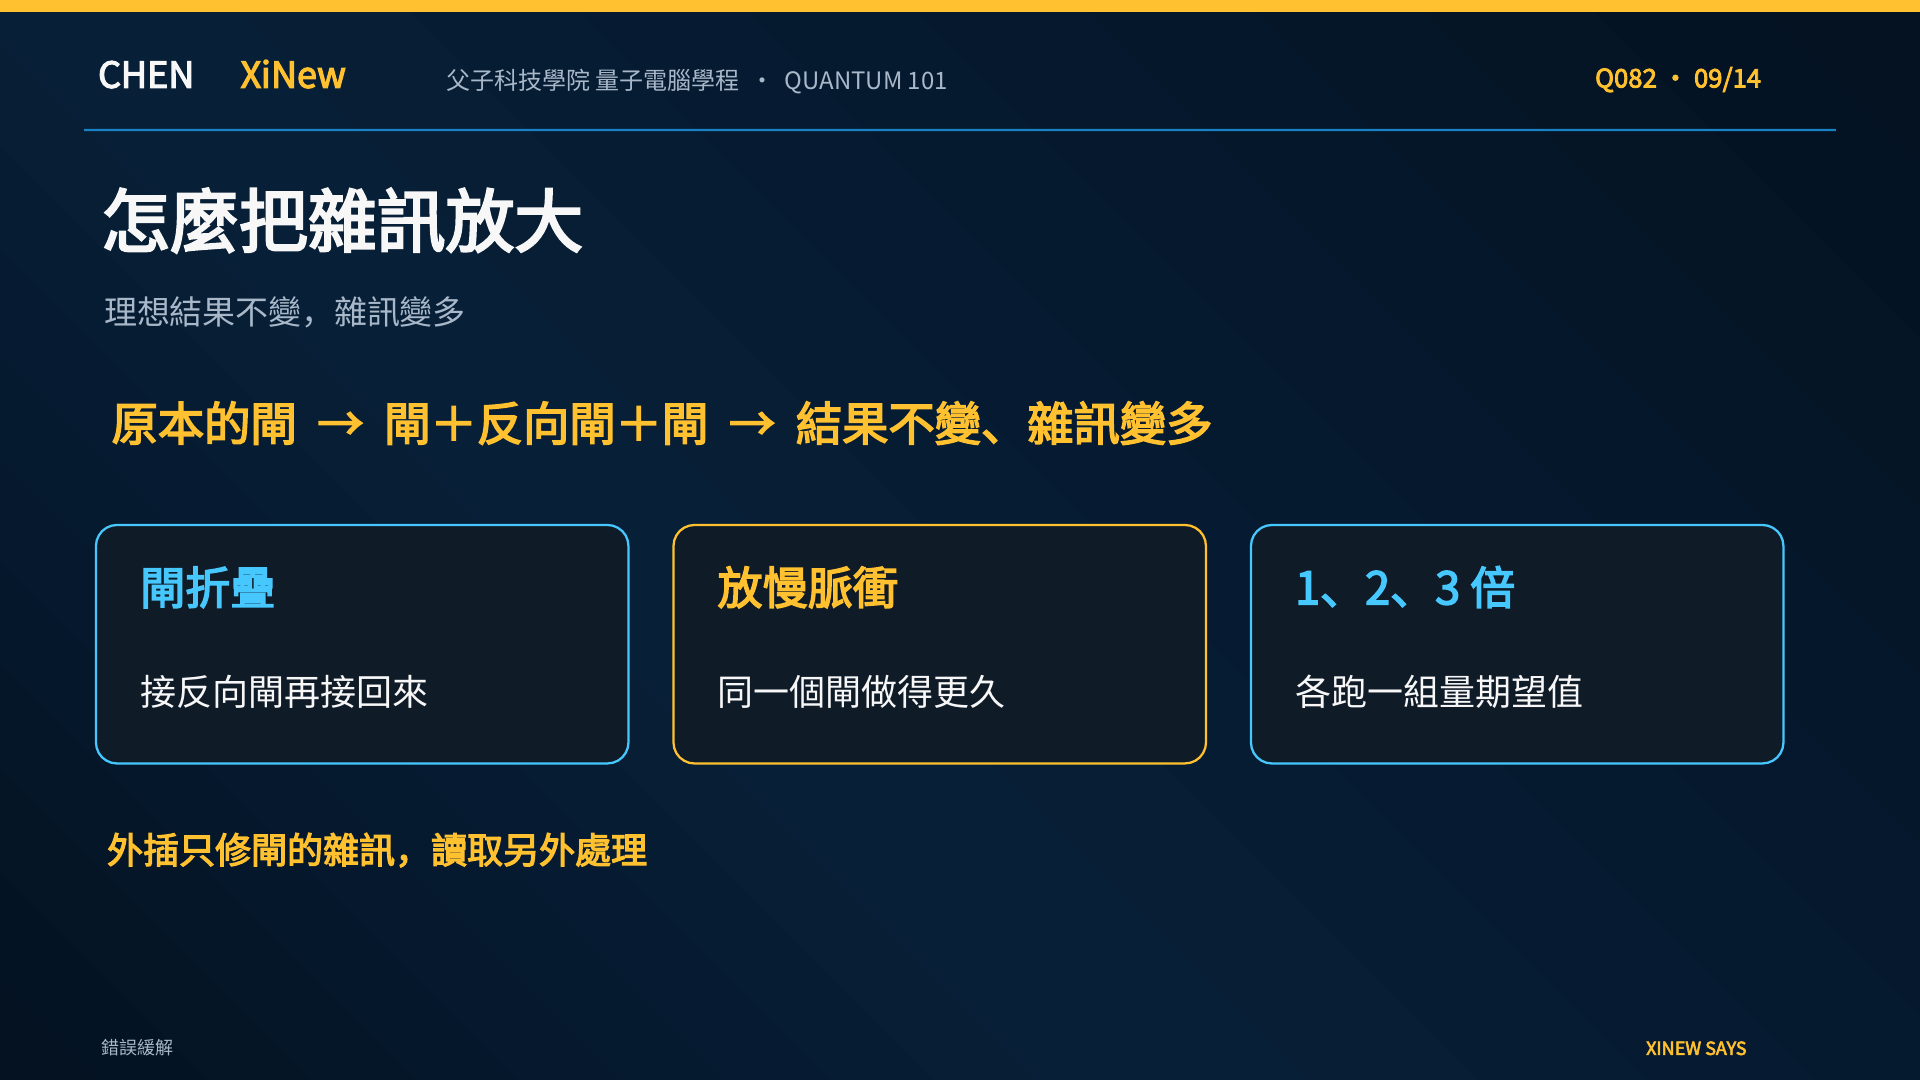 CHEN XiNew 父子科技學院 量子電腦學程 • QUANTUM 101 Q082 • 09/14
怎麼把雜訊放大
理想結果不變，雜訊變多
原本的閘 → 閘＋反向閘＋閘 → 結果不變、雜訊變多
閘折疊
接反向閘再接回來
放慢脈衝
同一個閘做得更久
1、2、3 倍
各跑一組量期望值
外插只修閘的雜訊，讀取另外處理
錯誤緩解
XINEW SAYS